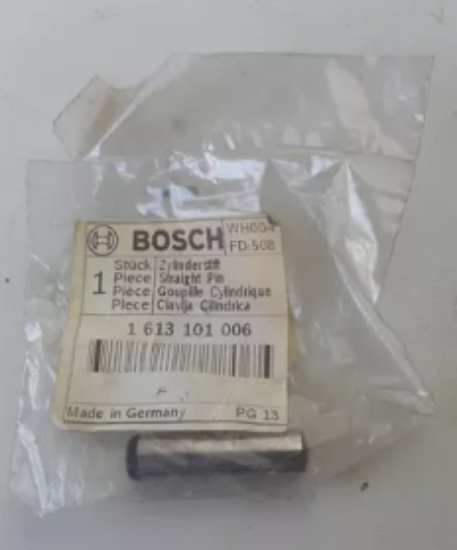 BOSCH
WH004
FD 508
1
Stück Zylinderstift
Piece Straight Pin
Pièce Goupille Cylindrique
Piece Clavija Cilindrica
1 613 101 006
Made in Germany PG 13